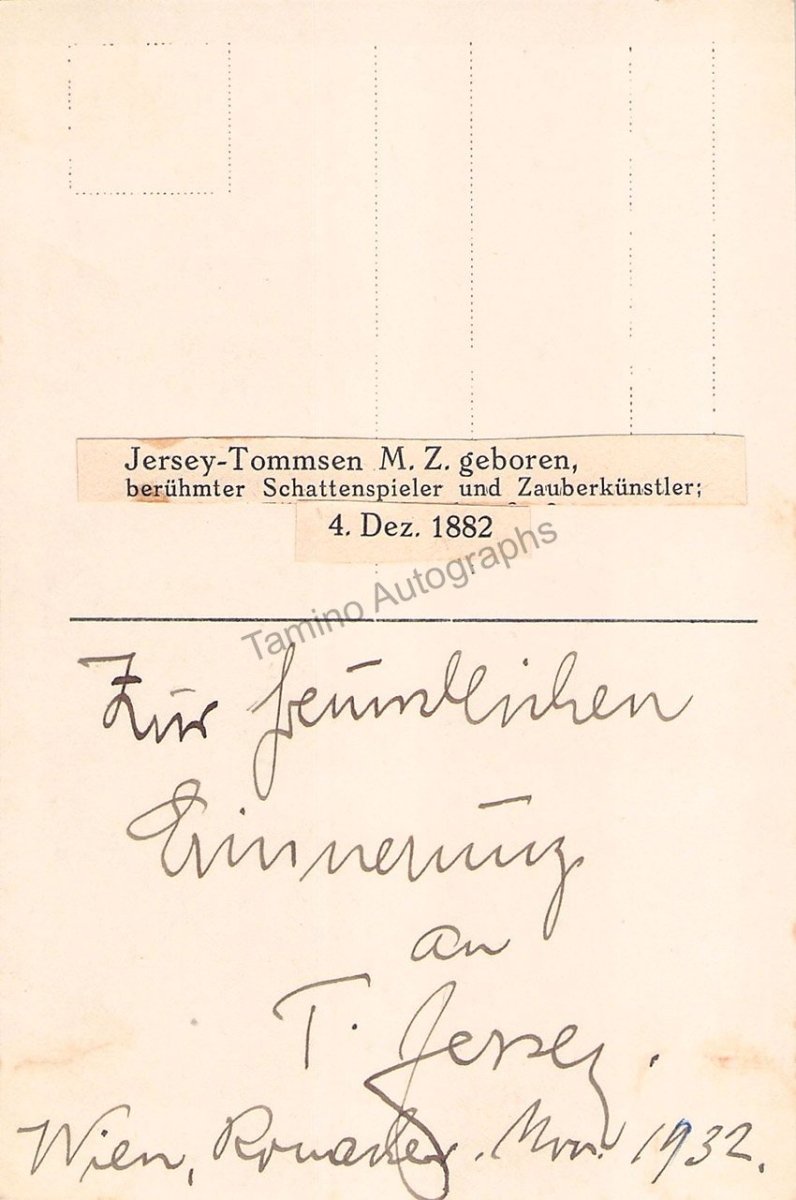 Jersey-Tommsen M. Z. geboren,
berühmter Schattenspieler und Zauberkünstler;
4. Dez. 1882
Tamino Autographs
Zur freundlichen
Erinnerung
an
T. Jersey.
Wien, Ronacher. Nov. 1932.